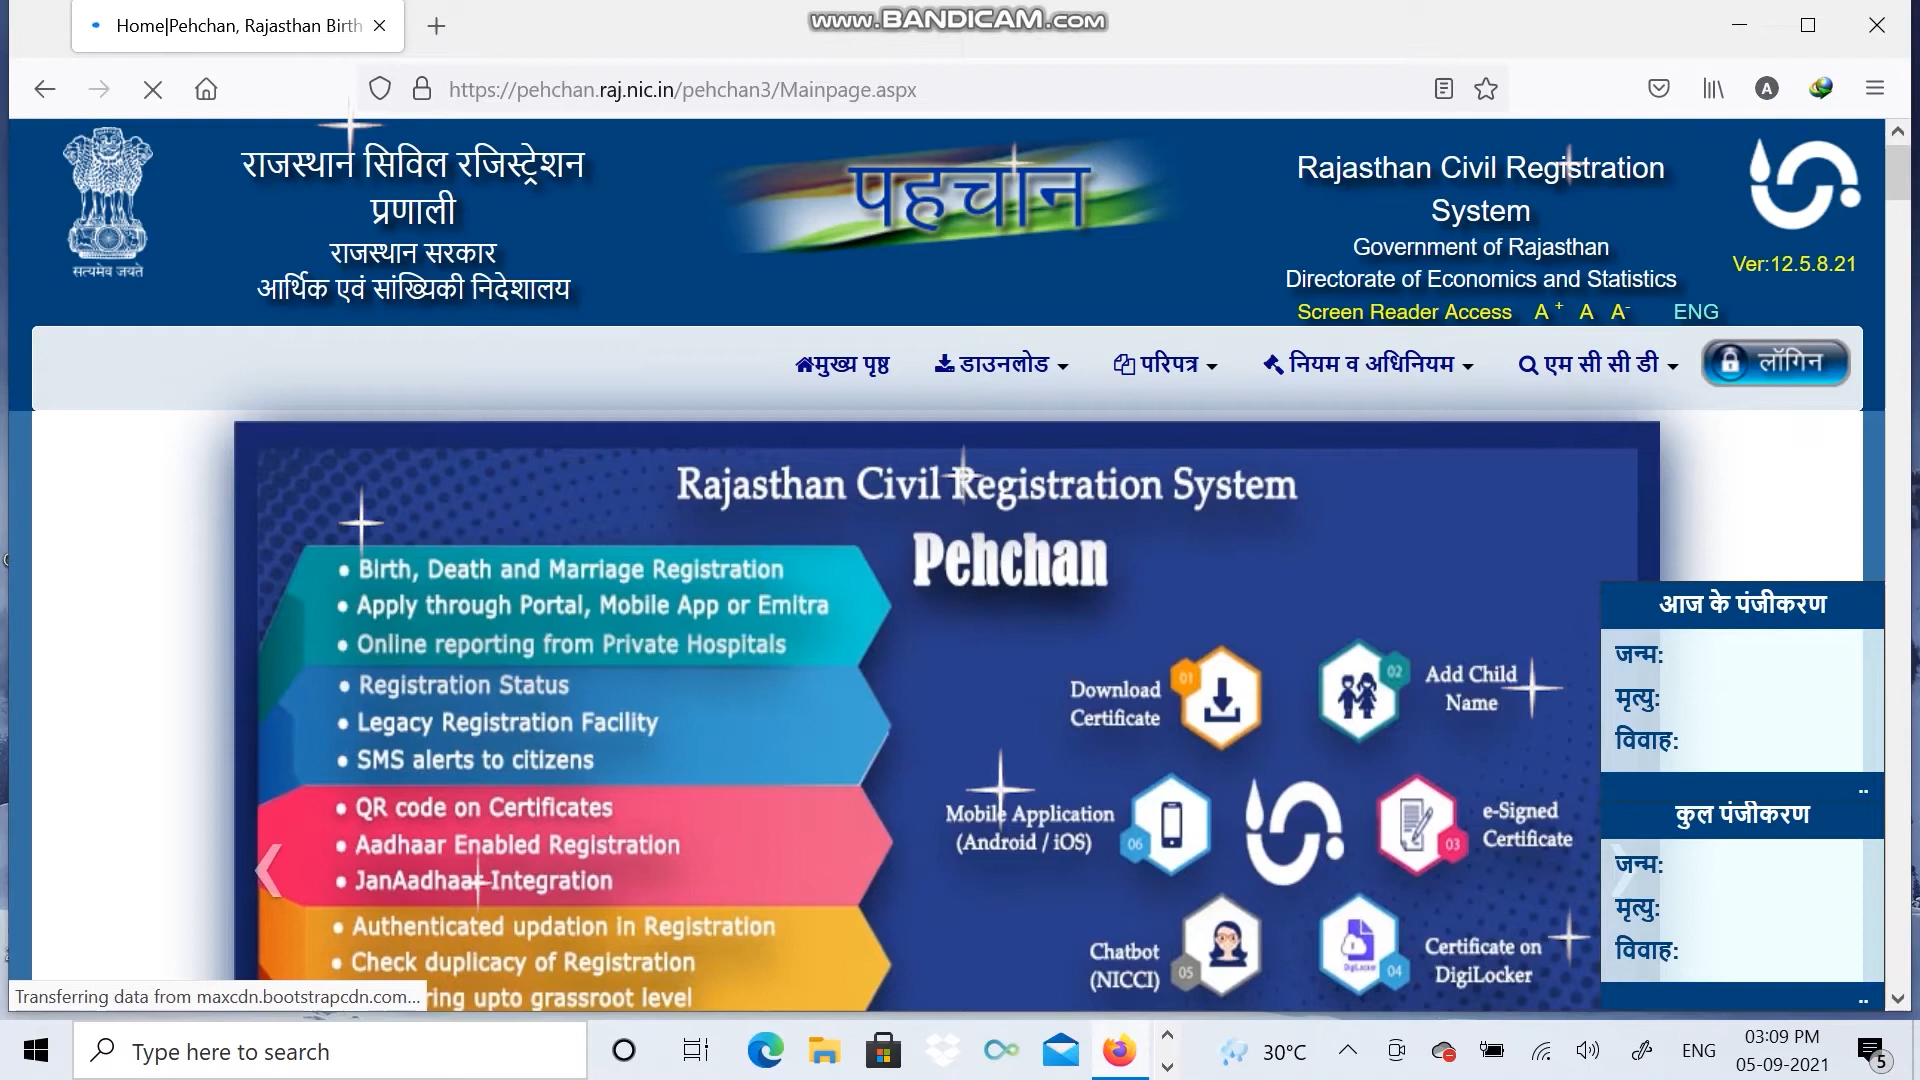 Home|Pehchan, Rajasthan Birth
www.BANDICAM.com
https://pehchan.raj.nic.in/pehchan3/Mainpage.aspx
सत्यमेव जयते
राजस्थान सिविल रजिस्ट्रेशन
प्रणाली
राजस्थान सरकार
आर्थिक एवं सांख्यिकी निदेशालय
पहचान
Rajasthan Civil Registration
System
Government of Rajasthan
Directorate of Economics and Statistics
Screen Reader Access A + A A- ENG
Ver:12.5.8.21
मुख्य पृष्ठ डाउनलोड परिपत्र नियम व अधिनियम एम सी सी डी लॉगिन
Rajasthan Civil Registration System
Pehchan
• Birth, Death and Marriage Registration
• Apply through Portal, Mobile App or Emitra
• Online reporting from Private Hospitals
• Registration Status
• Legacy Registration Facility
• SMS alerts to citizens
• QR code on Certificates
• Aadhaar Enabled Registration
• JanAadhaar Integration
• Authenticated updation in Registration
• Check duplicacy of Registration
ring upto grassroot level
Download
Certificate
01
02
Add Child
Name
Mobile Application
(Android / iOS)
06
03
e-Signed
Certificate
Chatbot
(NICCI)
05
DigiLocker
04
Certificate on
DigiLocker
आज के पंजीकरण
जन्म:
मृत्यु:
विवाह:
..
कुल पंजीकरण
जन्म:
मृत्यु:
विवाह:
..
Transferring data from maxcdn.bootstrapcdn.com...
Type here to search
30°C
ENG
03:09 PM
05-09-2021
5
A